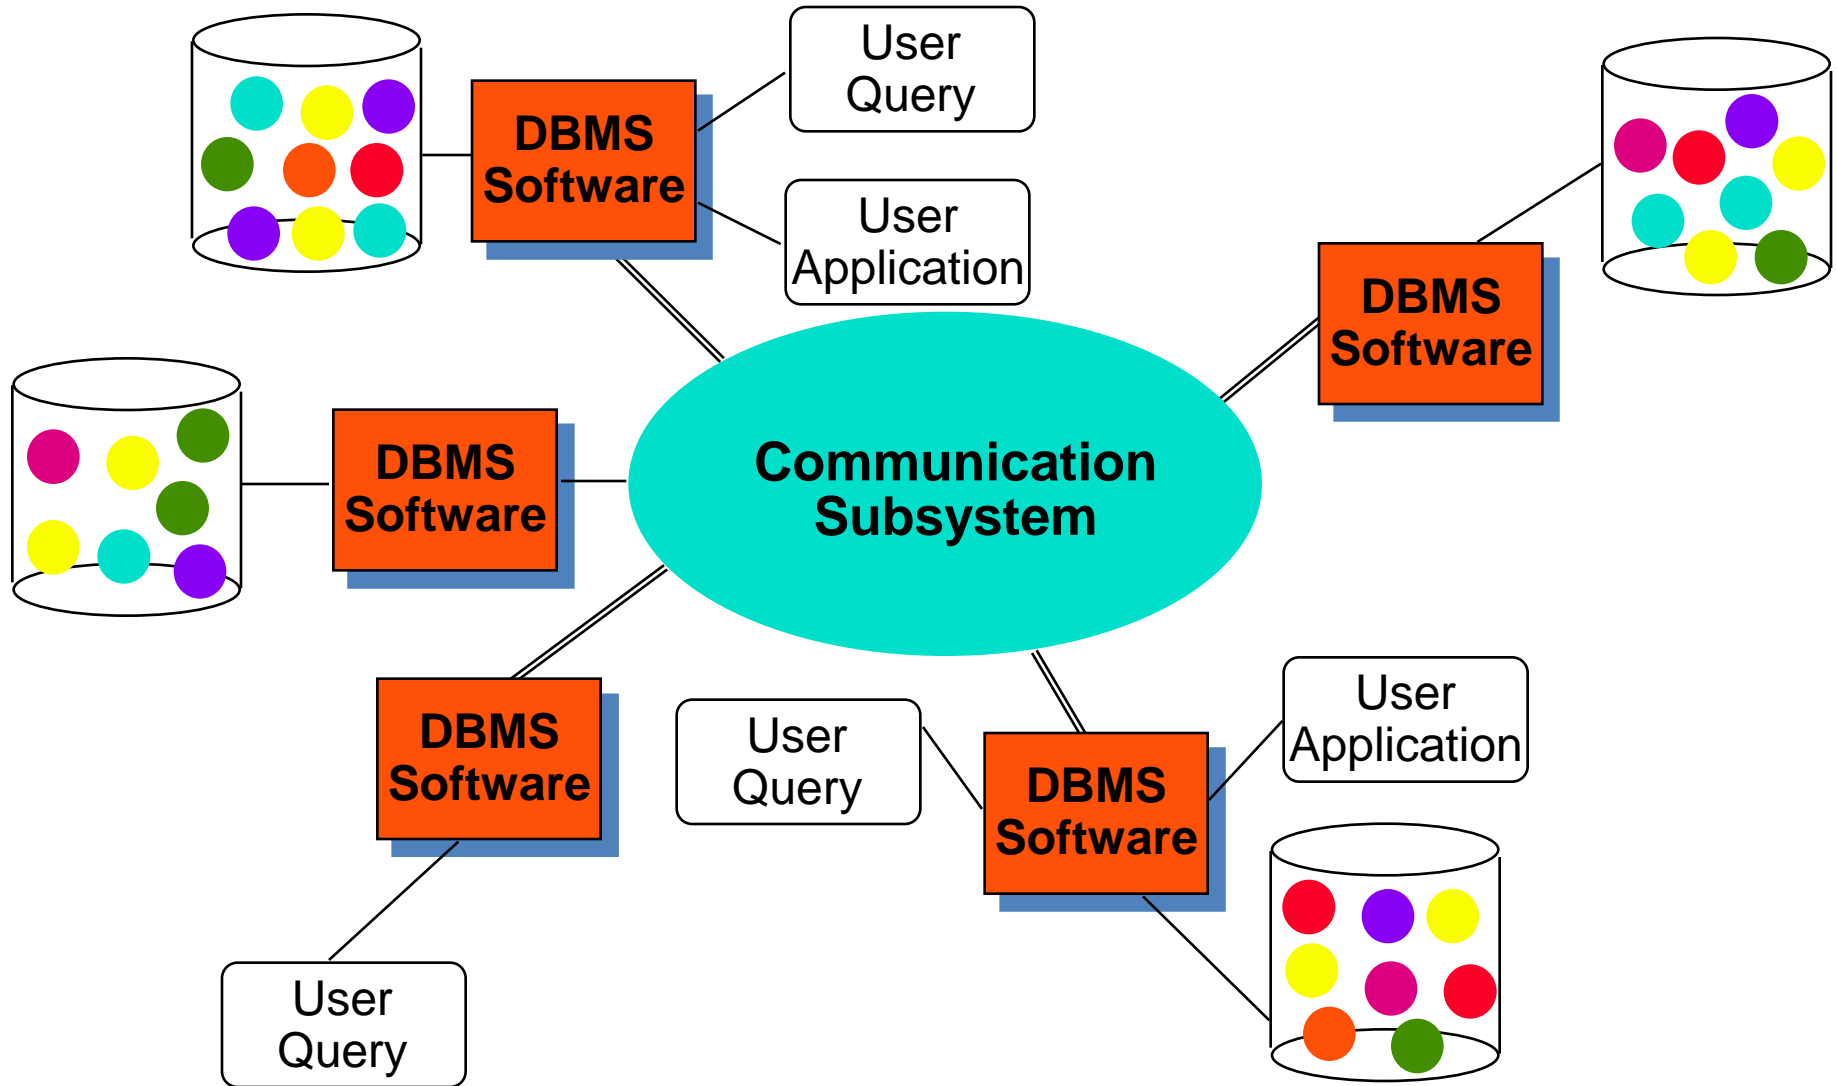 User
Query
DBMS
Software
User
Application
DBMS
Software
DBMS
Software
Communication
Subsystem
DBMS
Software
User
Query
DBMS
Software
User
Application
User
Query